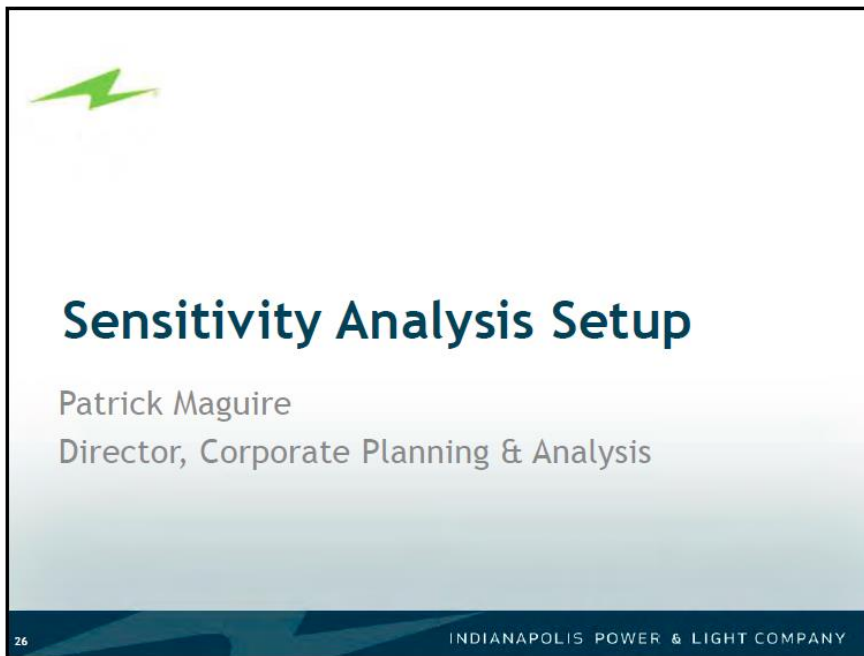 Sensitivity Analysis Setup
Patrick Maguire
Director, Corporate Planning & Analysis
26
INDIANAPOLIS POWER & LIGHT COMPANY